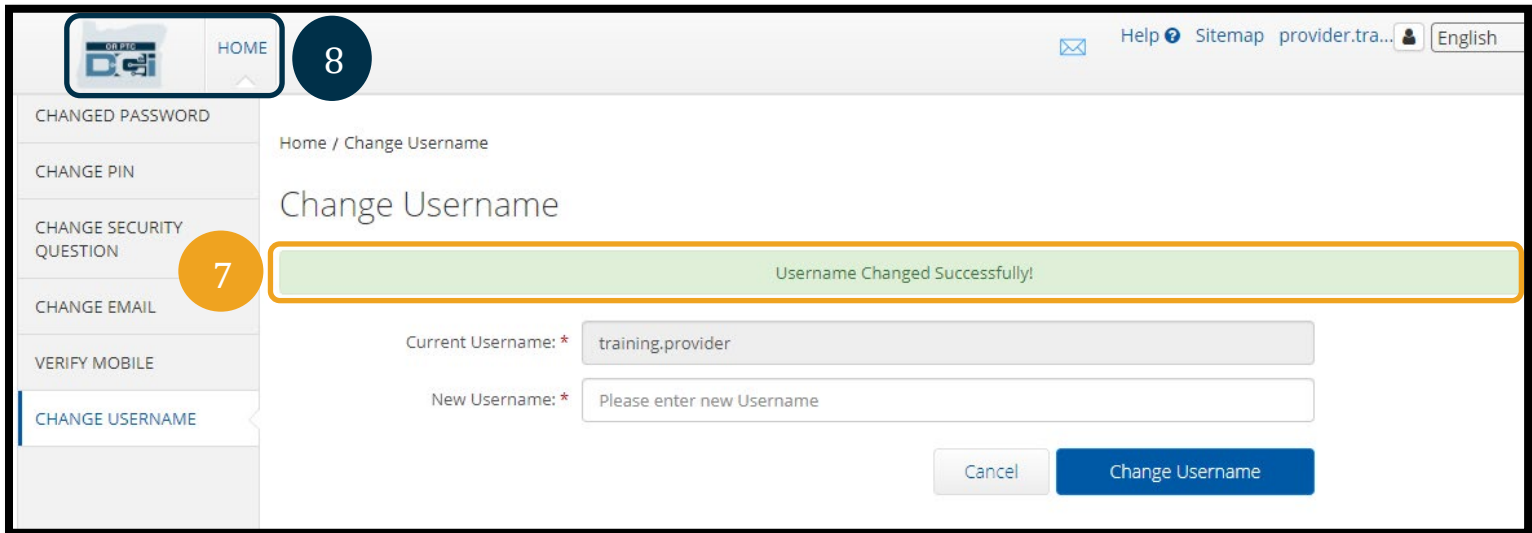 OR PTC
DCi
HOME
8
Help Sitemap provider.tra... English
CHANGED PASSWORD
CHANGE PIN
CHANGE SECURITY
QUESTION
CHANGE EMAIL
VERIFY MOBILE
CHANGE USERNAME
Home / Change Username
Change Username
7
Username Changed Successfully!
Current Username: * training.provider
New Username: * Please enter new Username
Cancel Change Username